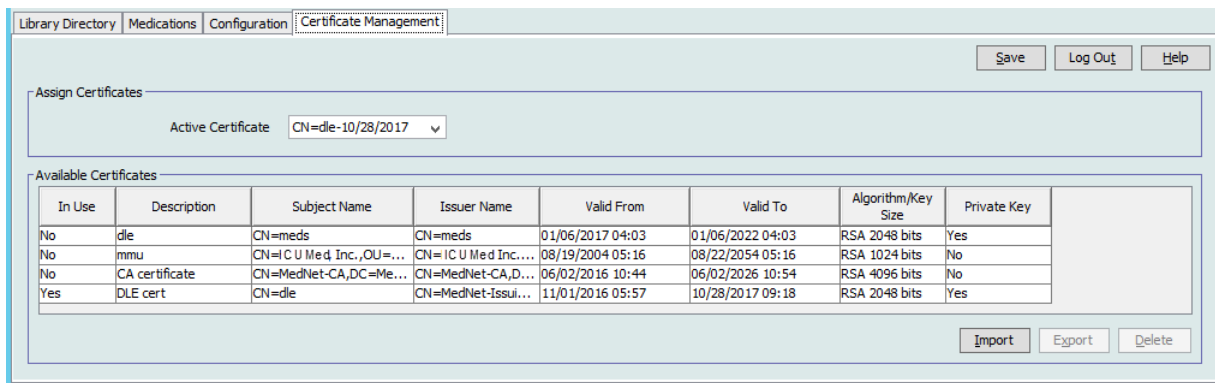 Library Directory Medications Configuration Certificate Management
Save Log Out Help
Assign Certificates
Active Certificate CN=dle-10/28/2017
Available Certificates
In Use Description Subject Name Issuer Name Valid From Valid To Algorithm/Key Size Private Key
No dle CN=meds CN=meds 01/06/2017 04:03 01/06/2022 04:03 RSA 2048 bits Yes
No mmu CN=ICU Med, Inc.,OU=... CN=ICU Med Inc.... 08/19/2004 05:16 08/22/2054 05:16 RSA 1024 bits No
No CA certificate CN=MedNet-CA,DC=Me... CN=MedNet-CA,D... 06/02/2016 10:44 06/02/2026 10:54 RSA 4096 bits No
Yes DLE cert CN=dle CN=MedNet-Issui... 11/01/2016 05:57 10/28/2017 09:18 RSA 2048 bits Yes
Import Export Delete